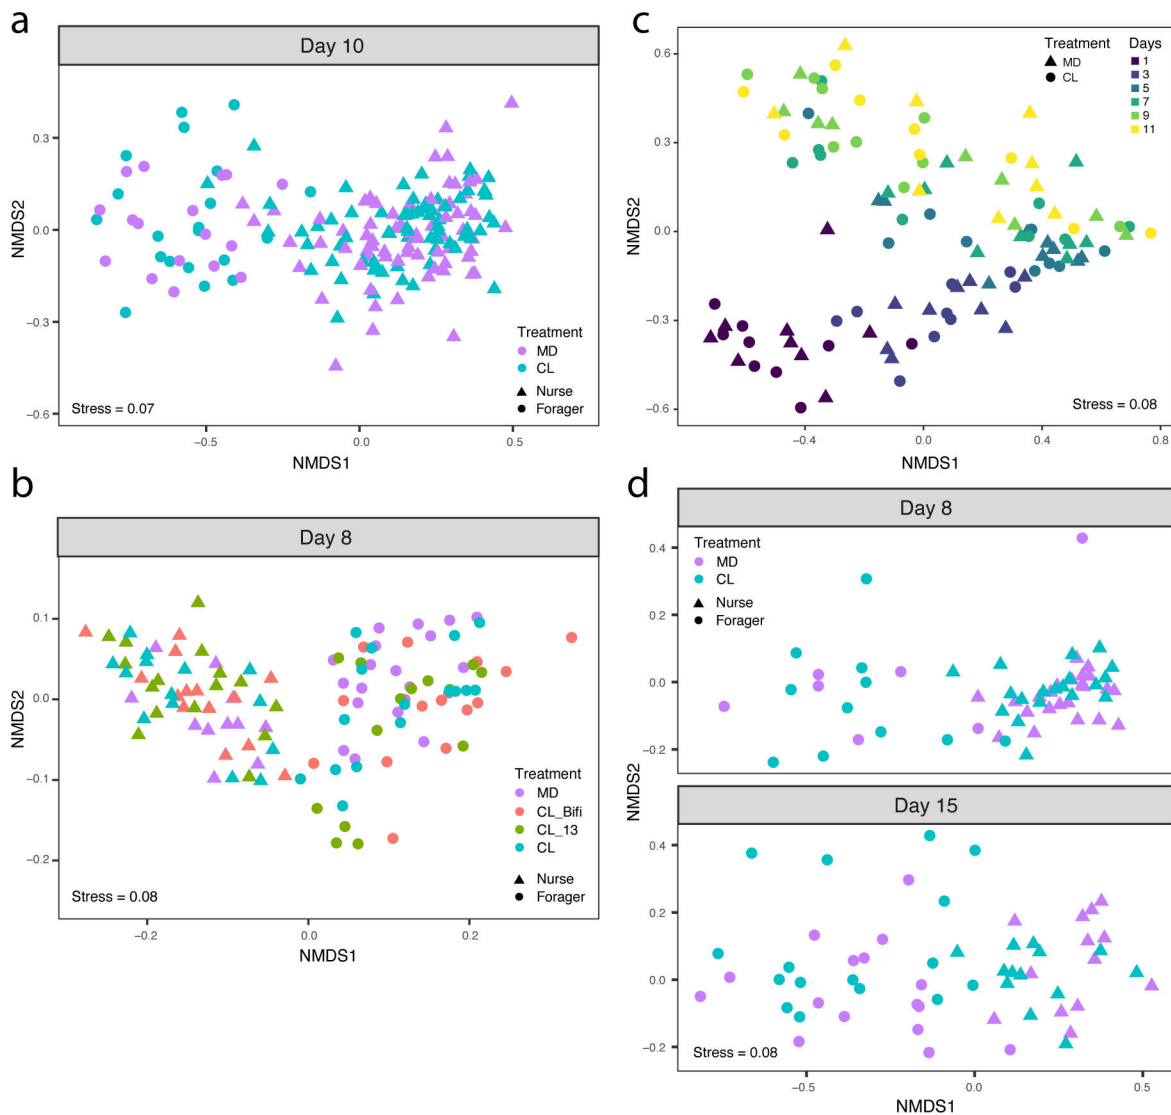 a
Day 10
NMDS2
0.3
0.0
−0.3
−0.6
−0.5
0.0
0.5
NMDS1
Treatment
MD
CL
Nurse
Forager
Stress = 0.07
c
NMDS2
0.6
0.3
0.0
−0.3
−0.6
−0.4
0.0
0.4
0.8
NMDS1
Treatment
MD
CL
Days
1
3
5
7
9
11
Stress = 0.08
b
Day 8
NMDS2
0.1
0.0
−0.1
−0.2
−0.2
0.0
0.2
NMDS1
Treatment
MD
CL_Bifi
CL_13
CL
Nurse
Forager
Stress = 0.08
d
Day 8
Treatment
MD
CL
Nurse
Forager
0.4
0.2
0.0
−0.2
NMDS2
Day 15
0.4
0.2
0.0
−0.2
Stress = 0.08
−0.5
0.0
0.5
NMDS1